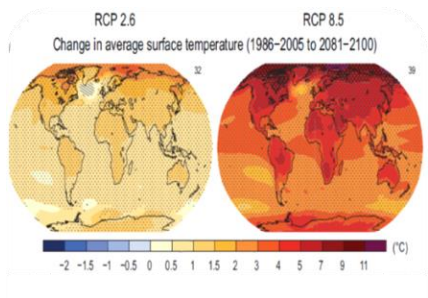 RCP 2.6 RCP 8.5
Change in average surface temperature (1986−2005 to 2081−2100)
32 39
(°C)
−2 −1.5 −1 −0.5 0 0.5 1 1.5 2 3 4 5 7 9 11